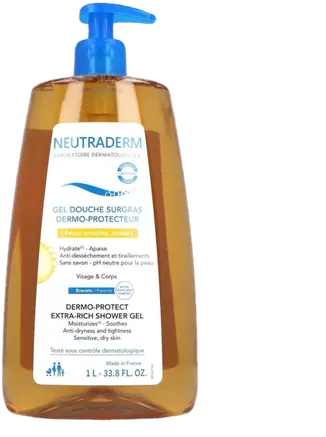 NEUTRADERM
LABORATOIRE DERMATOLOGIQUE
GEL DOUCHE SURGRAS
DERMO-PROTECTEUR
Peaux sensibles, sèches
Hydrate(1) - Apaise
Anti-dessèchement et tiraillements
Sans savon - pH neutre pour la peau
Visage & Corps
Brevets / Patents
DERMO-PROTECT
EXTRA-RICH SHOWER GEL
Moisturizes(1) - Soothes
Anti-dryness and tightness
Sensitive, dry skin
Testé sous contrôle dermatologique
Made in France
1 L - 33.8 FL. OZ.